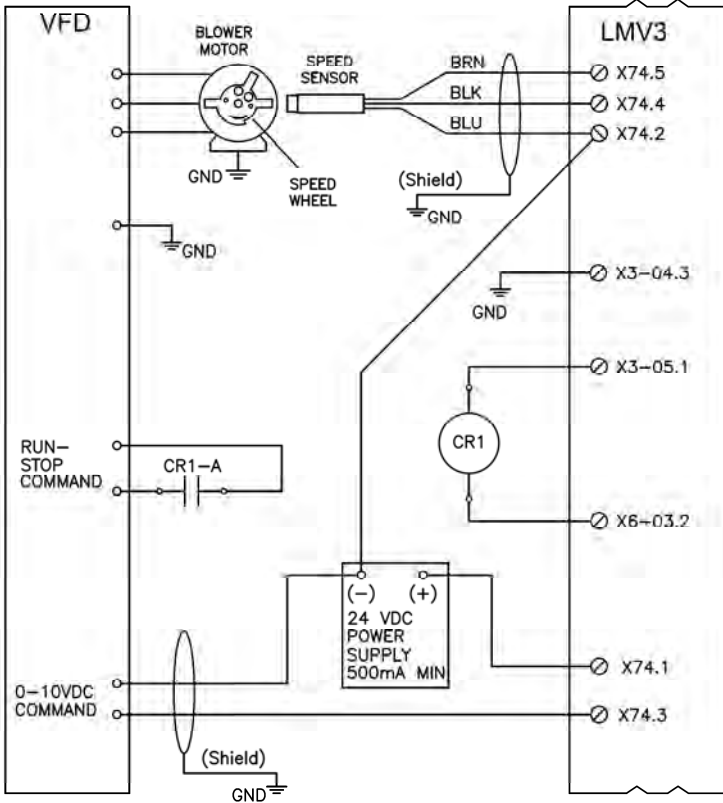 VFD
BLOWER
MOTOR
SPEED
SENSOR
BRN
BLK
BLU
LMV3
X74.5
X74.4
X74.2
GND
SPEED
WHEEL
(Shield)
GND
GND
X3-04.3
GND
X3-05.1
CR1
RUN-
STOP
COMMAND
CR1-A
X6-03.2
(-) (+)
24 VDC
POWER
SUPPLY
500mA MIN
X74.1
0-10VDC
COMMAND
X74.3
(Shield)
GND